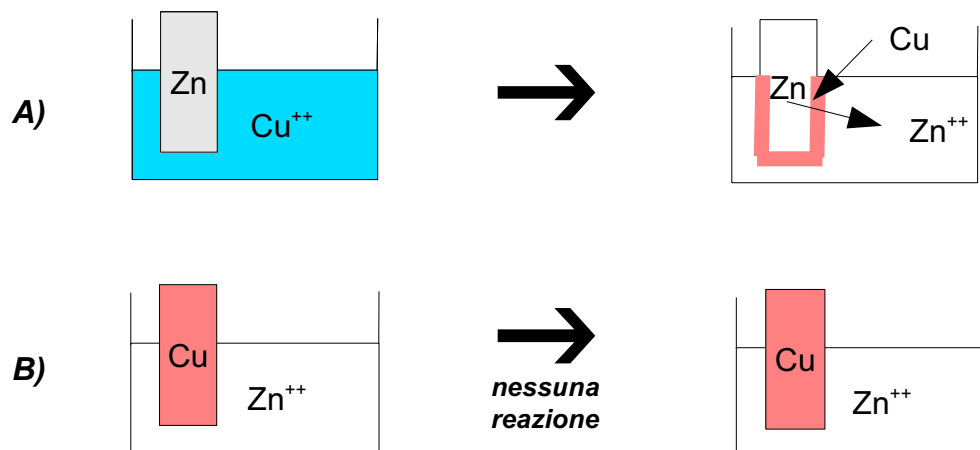 A)
Zn
Cu⁺⁺
Cu
Zn
Zn⁺⁺
B)
Cu
Zn⁺⁺
nessuna
reazione
Cu
Zn⁺⁺